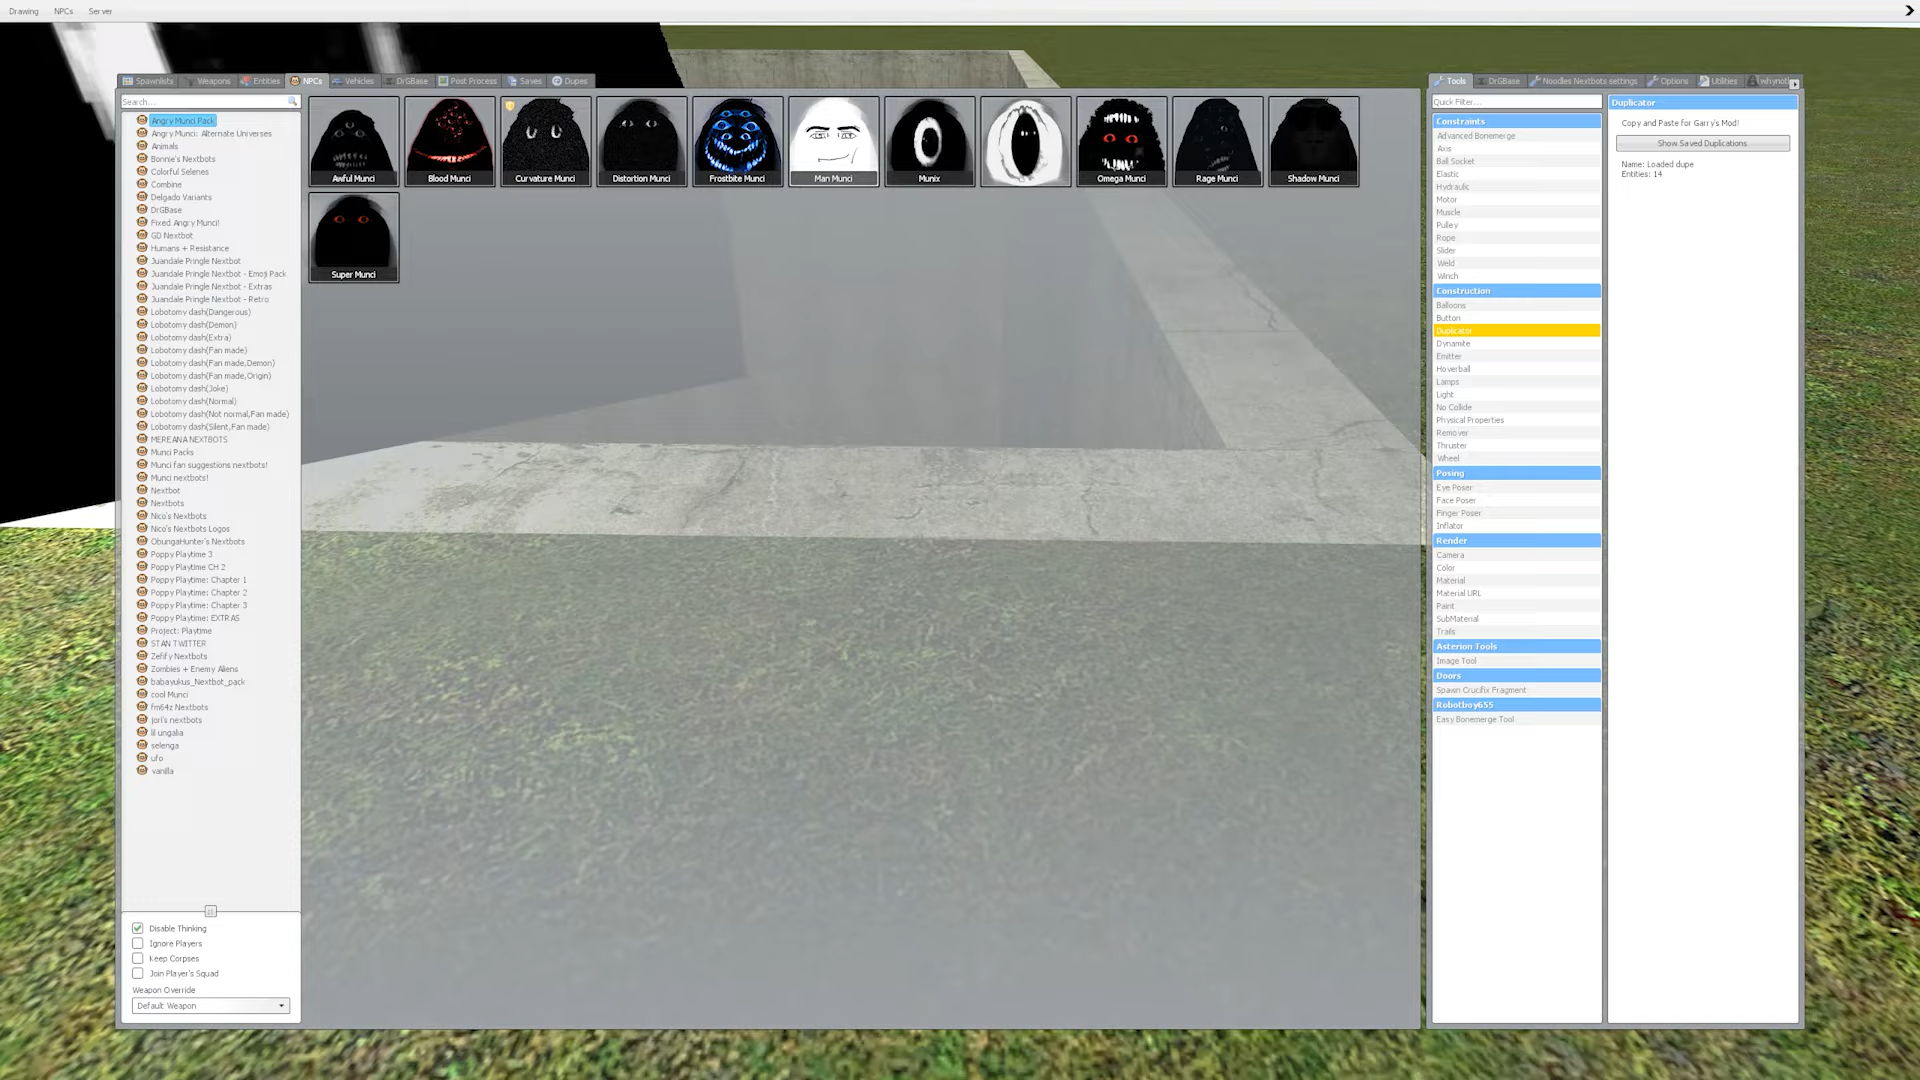 Drawing NPCs Server
Spawnlists Weapons Entities NPCs Vehicles DrGBase Post Process Saves Dupes
Search...
Angry Munci Pack
Angry Munci: Alternate Universes
Animals
Bonnie's Nextbots
Colorful Selenes
Combine
Delgado Variants
DrGBase
Fixed Angry Munci!
GD Nextbot
Humans + Resistance
Juandale Pringle Nextbot
Juandale Pringle Nextbot - Emoji Pack
Juandale Pringle Nextbot - Extras
Juandale Pringle Nextbot - Retro
Lobotomy dash(Dangerous)
Lobotomy dash(Demon)
Lobotomy dash(Extra)
Lobotomy dash(Fan made)
Lobotomy dash(Fan made,Demon)
Lobotomy dash(Fan made,Origin)
Lobotomy dash(Joke)
Lobotomy dash(Normal)
Lobotomy dash(Not normal,Fan made)
Lobotomy dash(Silent,Fan made)
MEREANA NEXTBOTS
Munci Packs
Munci fan suggestions nextbots!
Munci nextbots!
Nextbot
Nextbots
Nico's Nextbots
Nico's Nextbots Logos
ObungaHunter's Nextbots
Poppy Playtime 3
Poppy Playtime CH 2
Poppy Playtime: Chapter 1
Poppy Playtime: Chapter 2
Poppy Playtime: Chapter 3
Poppy Playtime: EXTRAS
Project: Playtime
STAN TWITTER
Zefify Nextbots
Zombies + Enemy Aliens
babayukus_Nextbot_pack
cool Munci
fm64z Nextbots
jori's nextbots
lil ungalia
selenga
ufo
vanilla
Disable Thinking
Ignore Players
Keep Corpses
Join Player's Squad
Weapon Override
Default Weapon
Awful Munci Blood Munci Curvature Munci Distortion Munci Frostbite Munci Man Munci Munix Omega Munci Rage Munci Shadow Munci
Super Munci
Tools DrGBase Noodles Nextbots settings Options Utilities whynot
Quick Filter...
Constraints
Advanced Bonemerge
Axis
Ball Socket
Elastic
Hydraulic
Motor
Muscle
Pulley
Rope
Slider
Weld
Winch
Construction
Balloons
Button
Duplicator
Dynamite
Emitter
Hoverball
Lamps
Light
No Collide
Physical Properties
Remover
Thruster
Wheel
Posing
Eye Poser
Face Poser
Finger Poser
Inflator
Render
Camera
Color
Material
Material URL
Paint
SubMaterial
Trails
Asterion Tools
Image Tool
Doors
Spawn Crucifix Fragment
Robotboy655
Easy Bonemerge Tool
Duplicator
Copy and Paste for Garry's Mod!
Show Saved Duplications
Name: Loaded dupe
Entities: 14